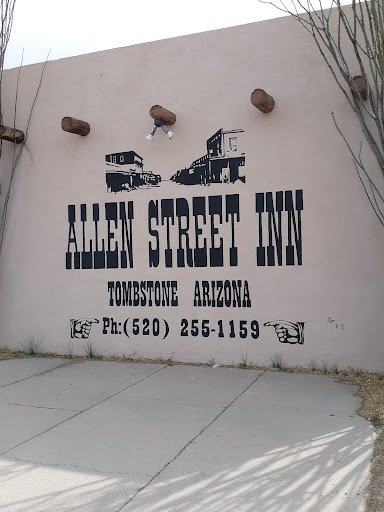 ALLEN STREET INN
TOMBSTONE ARIZONA
Ph:(520) 255-1159